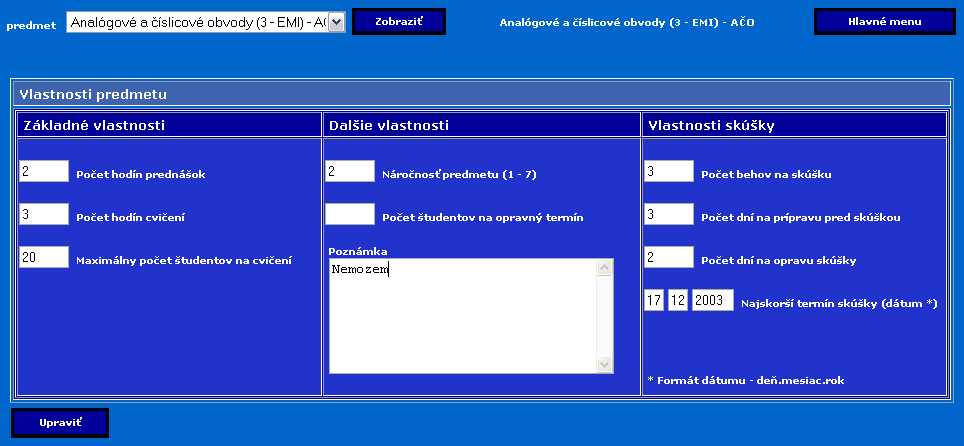 predmet Analógové a číslicové obvody (3 - EMI) - AČ Zobraziť Analógové a číslicové obvody (3 - EMI) - AČO Hlavné menu
Vlastnosti predmetu
Základné vlastnosti Dalšie vlastnosti Vlastnosti skúšky
2 Počet hodín prednášok 2 Náročnosť predmetu (1 - 7) 3 Počet behov na skúšku
3 Počet hodín cvičení Počet študentov na opravný termín 3 Počet dní na prípravu pred skúškou
20 Maximálny počet študentov na cvičení Poznámka 2 Počet dní na opravu skúšky
Nemozem
17 12 2003 Najskorší termín skúšky (dátum *)
* Formát dátumu - deň.mesiac.rok
Upraviť